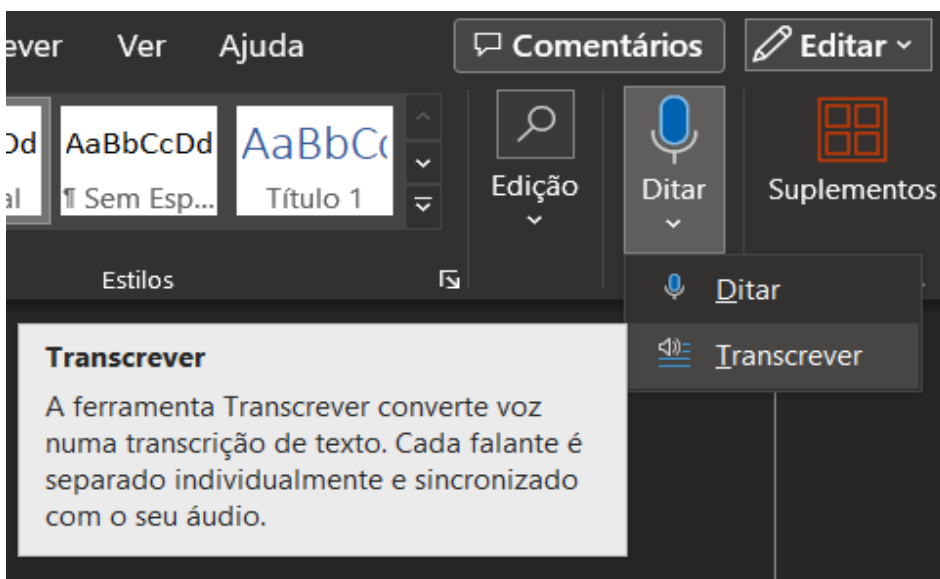 ever Ver Ajuda Comentários Editar
Dd AaBbCcDd AaBbC
al ¶ Sem Esp... Título 1
Edição
Ditar
Suplementos
Estilos
Ditar
Transcrever
Transcrever
A ferramenta Transcrever converte voz
numa transcrição de texto. Cada falante é
separado individualmente e sincronizado
com o seu áudio.